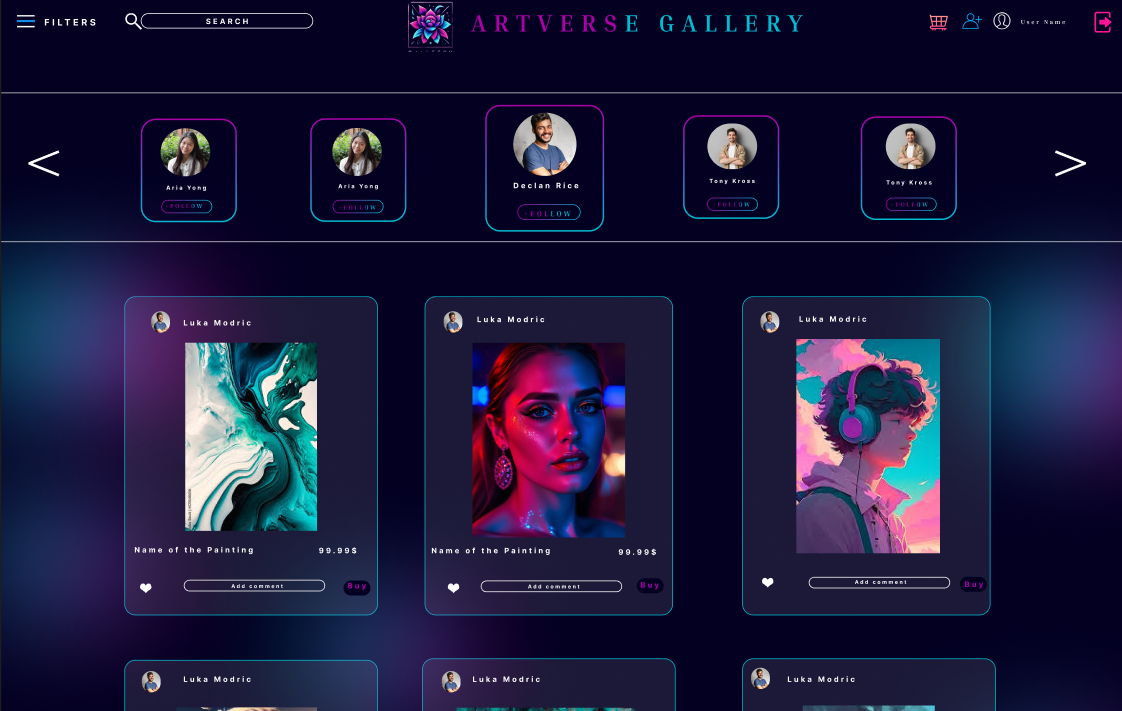 FILTERS
SEARCH
ARTVERSE GALLERY
User Name
<
Aria Yong
+FOLLOW
Aria Yong
+FOLLOW
Declan Rice
+FOLLOW
Tony Kross
+FOLLOW
Tony Kross
+FOLLOW
>
Luka Modric
Luka Modric
Luka Modric
Name of the Painting 99.99$
Name of the Painting 99.99$
Add comment Buy
Add comment Buy
Add comment Buy
Luka Modric
Luka Modric
Luka Modric